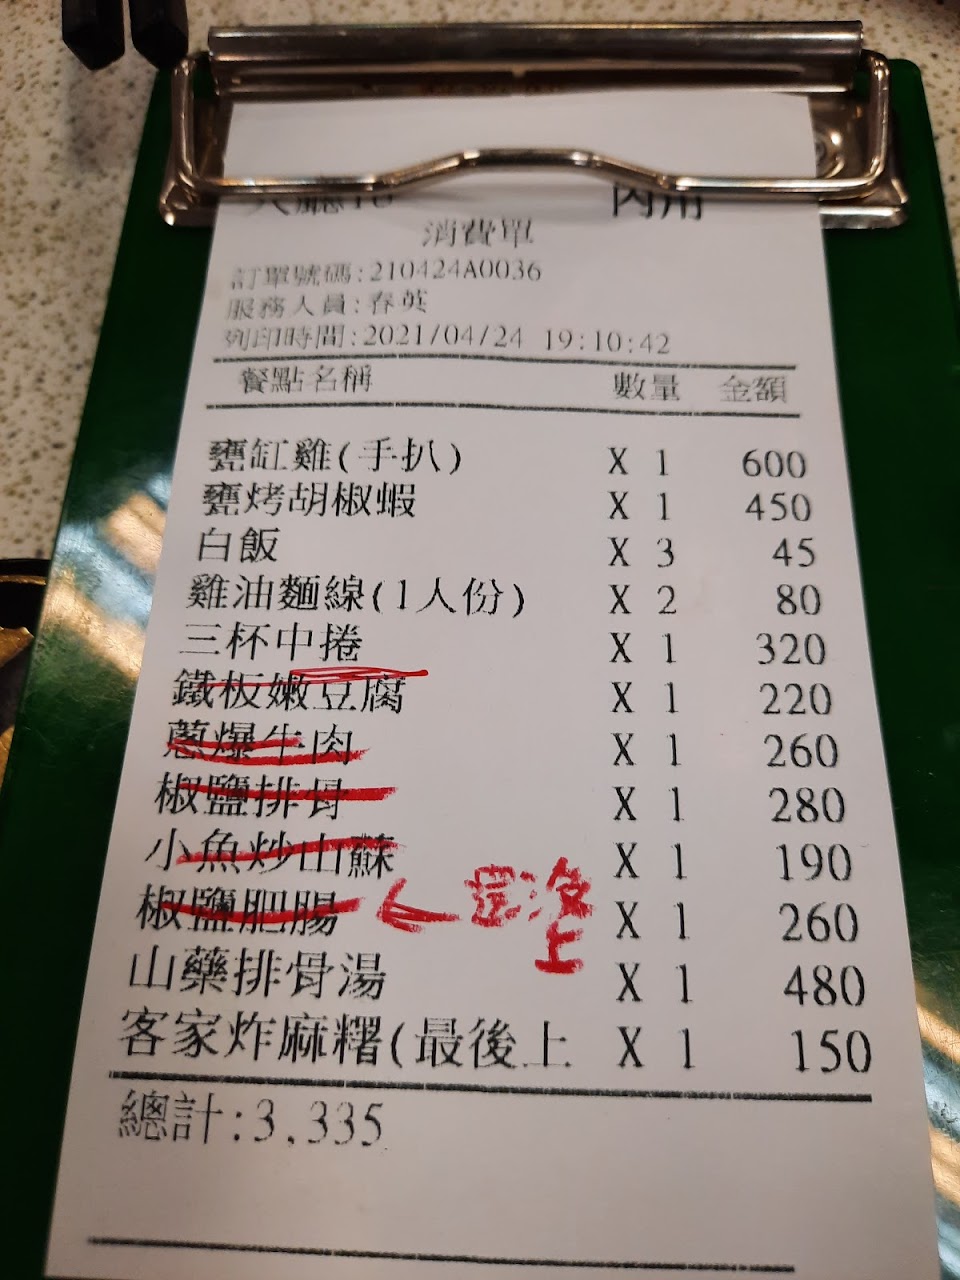 大廳10 內用
消費單
訂單號碼:210424A0036
服務人員:春英
列印時間:2021/04/24 19:10:42
餐點名稱 數量 金額
甕缸雞(手扒) X 1 600
甕烤胡椒蝦 X 1 450
白飯 X 3 45
雞油麵線(1人份) X 2 80
三杯中捲 X 1 320
鐵板嫩豆腐 X 1 220
蔥爆牛肉 X 1 260
椒鹽排骨 X 1 280
小魚炒山蘇 X 1 190
椒鹽肥腸 X 1 260
還沒
上
山藥排骨湯 X 1 480
客家炸麻糬(最後上 X 1 150
總計:3,335